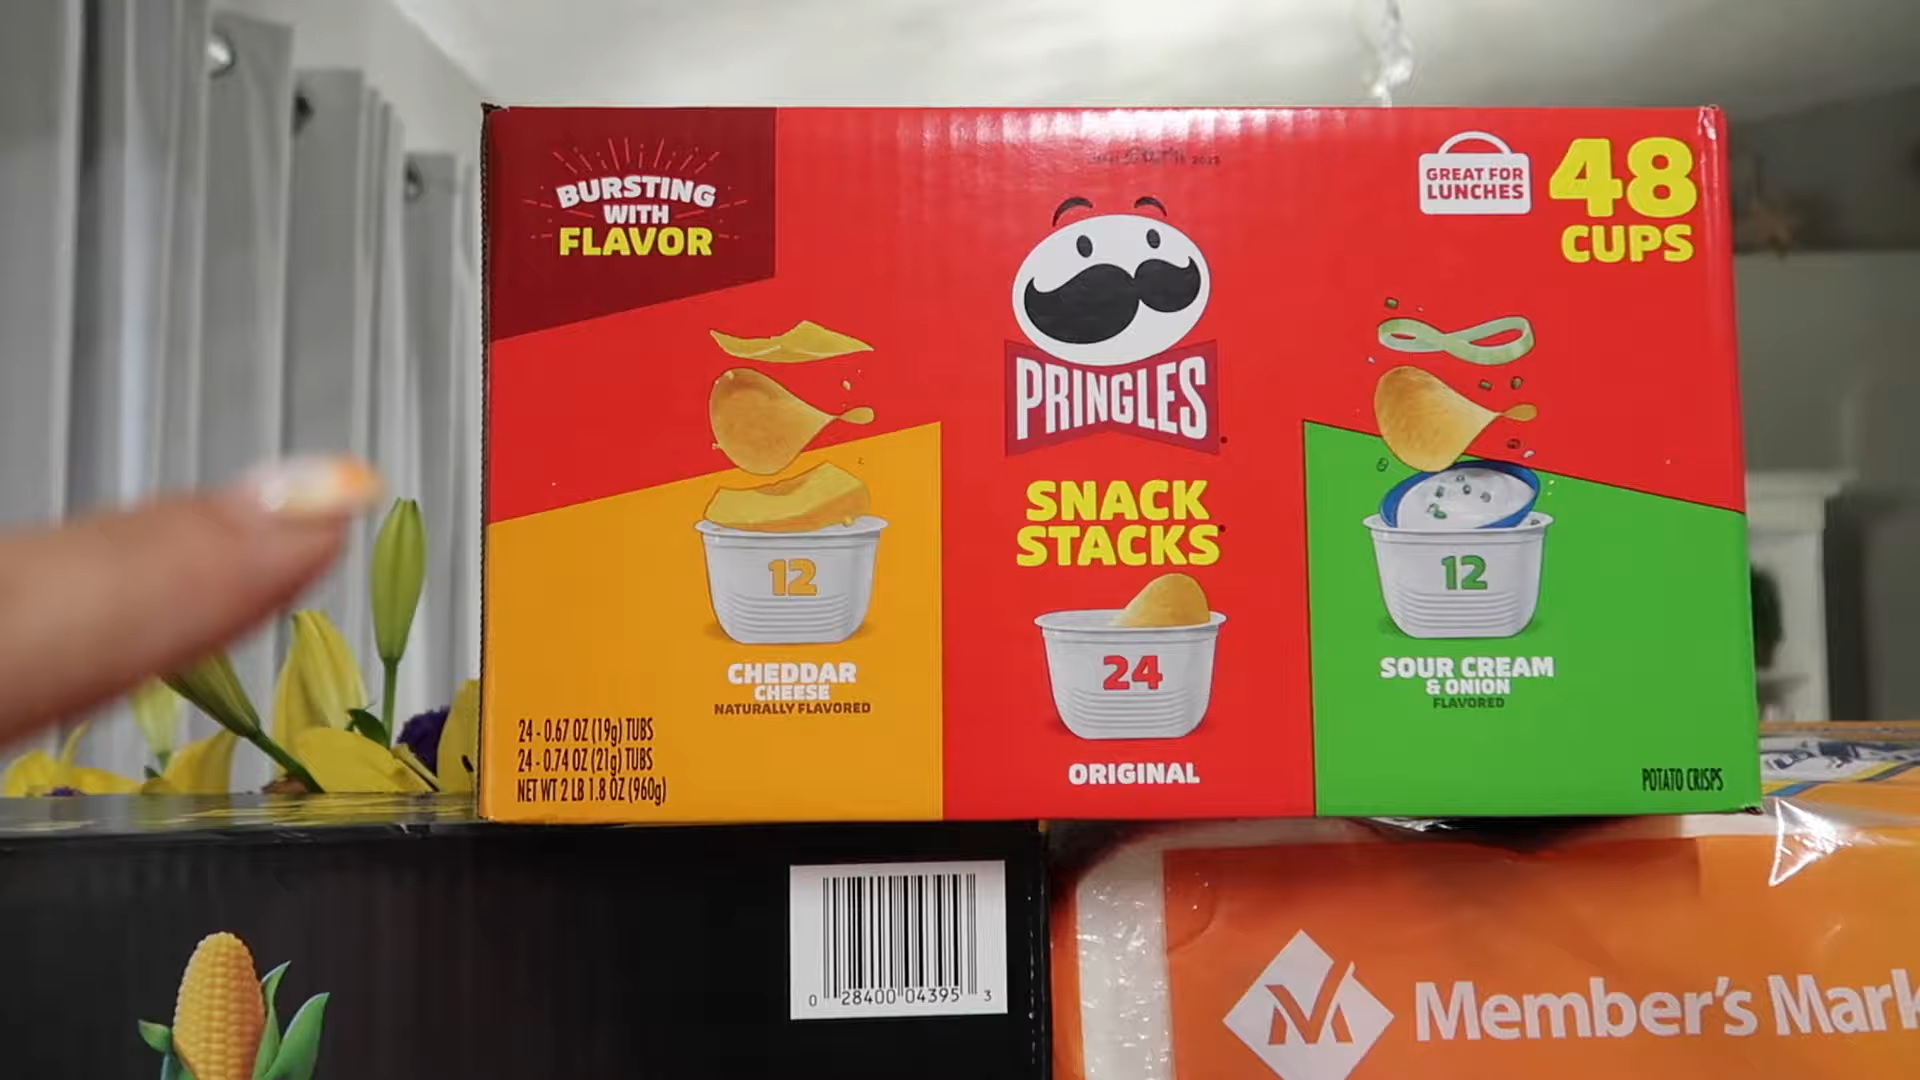 BURSTING
WITH
FLAVOR
GREAT FOR
LUNCHES
48
CUPS
PRINGLES
SNACK
STACKS
12
CHEDDAR
CHEESE
NATURALLY FLAVORED
24
ORIGINAL
12
SOUR CREAM
& ONION
FLAVORED
24 - 0.67 OZ (19g) TUBS
24 - 0.74 OZ (21g) TUBS
NET WT 2 LB 1.8 OZ (960g)
POTATO CRISPS
0 28400 04395 3
Member's Mark